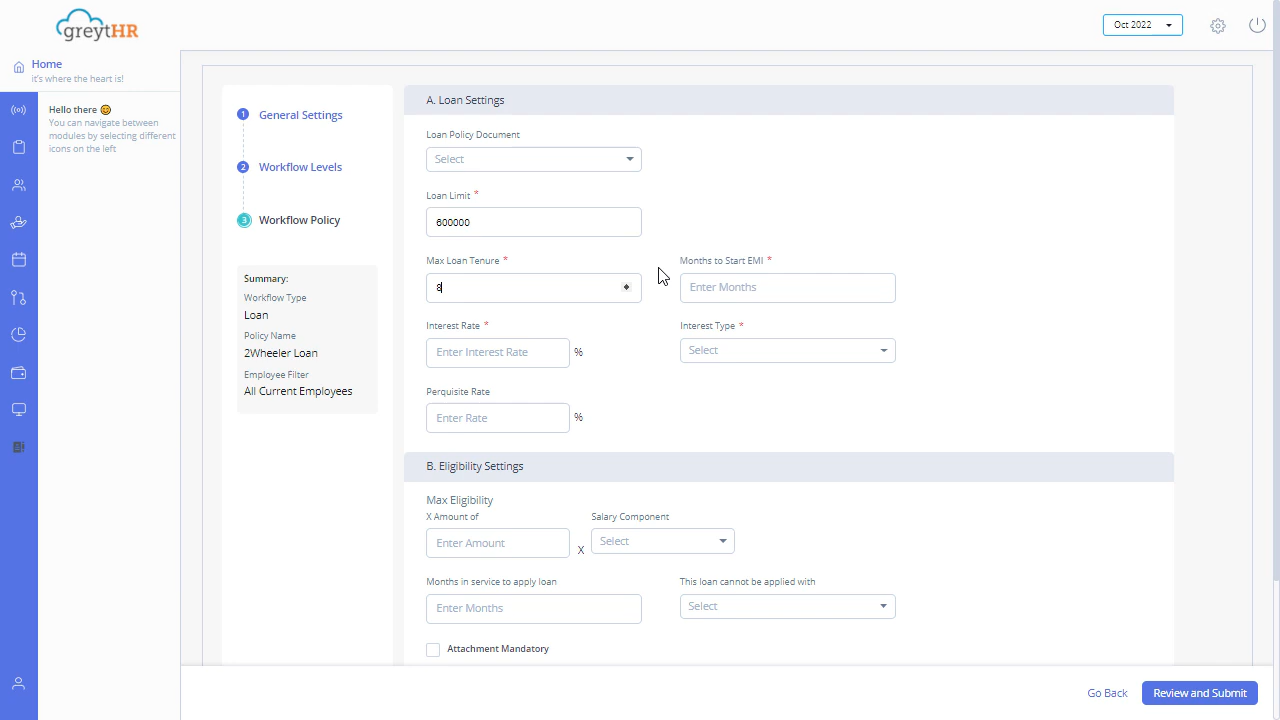 greytHR
Oct 2022
Home
it's where the heart is!
Hello there
You can navigate between
modules by selecting different
icons on the left
1 General Settings
2 Workflow Levels
3 Workflow Policy
Summary:
Workflow Type
Loan
Policy Name
2Wheeler Loan
Employee Filter
All Current Employees
A. Loan Settings
Loan Policy Document
Select
Loan Limit *
600000
Max Loan Tenure * Months to Start EMI *
8 Enter Months
Interest Rate * Interest Type *
Enter Interest Rate % Select
Perquisite Rate
Enter Rate %
B. Eligibility Settings
Max Eligibility
X Amount of Salary Component
Enter Amount X Select
Months in service to apply loan This loan cannot be applied with
Enter Months Select
Attachment Mandatory
Go Back Review and Submit